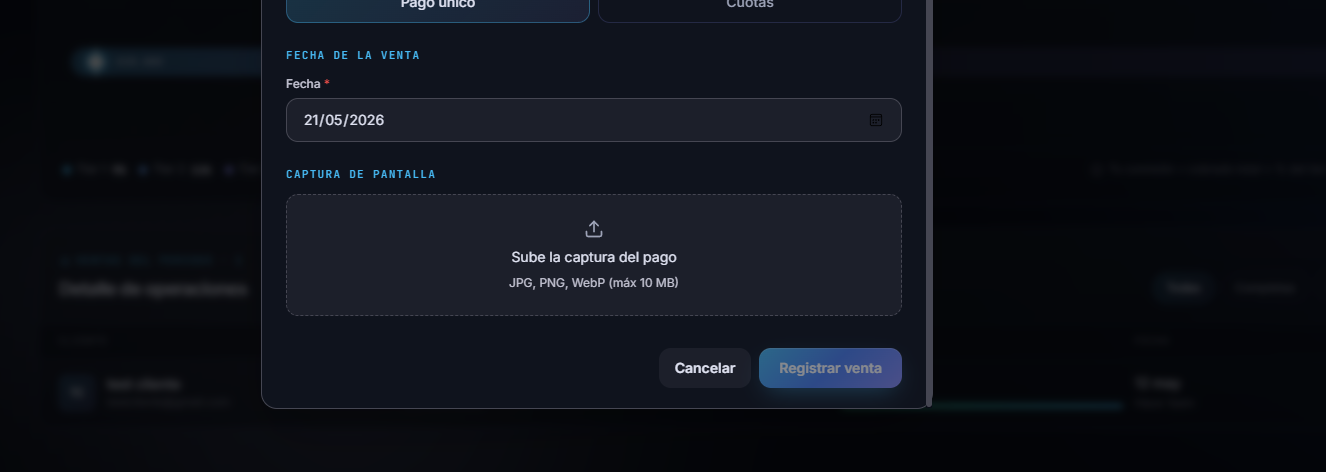 Pago único
Cuotas
FECHA DE LA VENTA
Fecha *
21/05/2026
CAPTURA DE PANTALLA
Sube la captura del pago
JPG, PNG, WebP (máx 10 MB)
Detalle de operaciones
Cancelar
Registrar venta